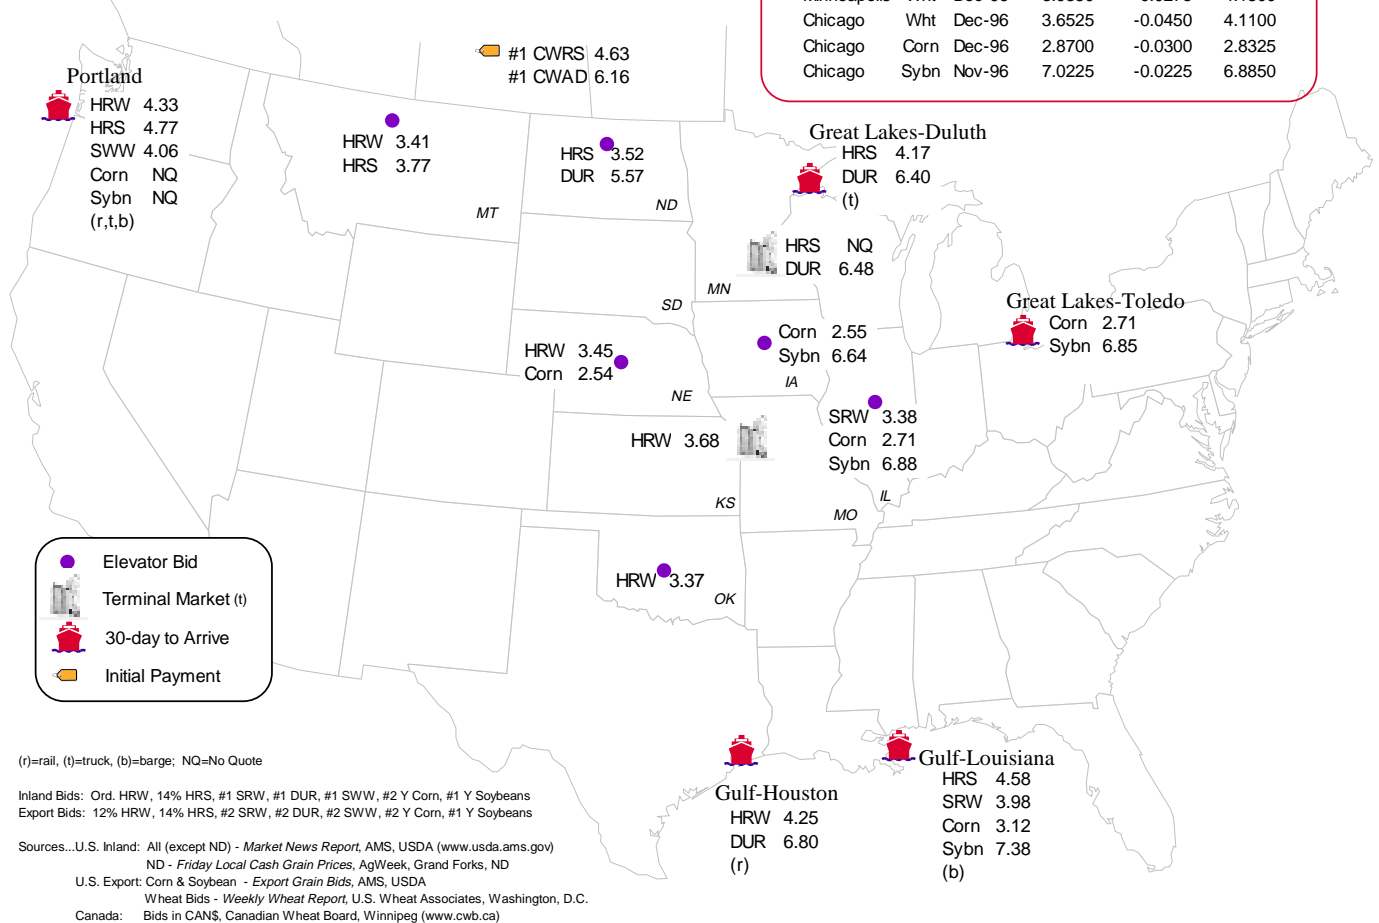 Chicago Wht Dec-96 3.6525 -0.0450 4.1100
Chicago Corn Dec-96 2.8700 -0.0300 2.8325
Chicago Sybn Nov-96 7.0225 -0.0225 6.8850
#1 CWRS 4.63
#1 CWAD 6.16
Portland
HRW 4.33
HRS 4.77
SWW 4.06
Corn NQ
Sybn NQ
(r,t,b)
HRW 3.41
HRS 3.77
MT
HRS 3.52
DUR 5.57
ND
Great Lakes-Duluth
HRS 4.17
DUR 6.40
(t)
HRS NQ
DUR 6.48
MN
SD
Great Lakes-Toledo
Corn 2.71
Sybn 6.85
HRW 3.45
Corn 2.54
NE
Corn 2.55
Sybn 6.64
IA
HRW 3.68
KS
SRW 3.38
Corn 2.71
Sybn 6.88
IL
MO
HRW 3.37
OK
Elevator Bid
Terminal Market (t)
30-day to Arrive
Initial Payment
Gulf-Houston
HRW 4.25
DUR 6.80
(r)
Gulf-Louisiana
HRS 4.58
SRW 3.98
Corn 3.12
Sybn 7.38
(b)
(r)=rail, (t)=truck, (b)=barge; NQ=No Quote
Inland Bids: Ord. HRW, 14% HRS, #1 SRW, #1 DUR, #1 SWW, #2 Y Corn, #1 Y Soybeans
Export Bids: 12% HRW, 14% HRS, #2 SRW, #2 DUR, #2 SWW, #2 Y Corn, #1 Y Soybeans
Sources...U.S. Inland: All (except ND) - Market News Report, AMS, USDA (www.usda.ams.gov)
ND - Friday Local Cash Grain Prices, AgWeek, Grand Forks, ND
U.S. Export: Corn & Soybean - Export Grain Bids, AMS, USDA
Wheat Bids - Weekly Wheat Report, U.S. Wheat Associates, Washington, D.C.
Canada: Bids in CAN$, Canadian Wheat Board, Winnipeg (www.cwb.ca)